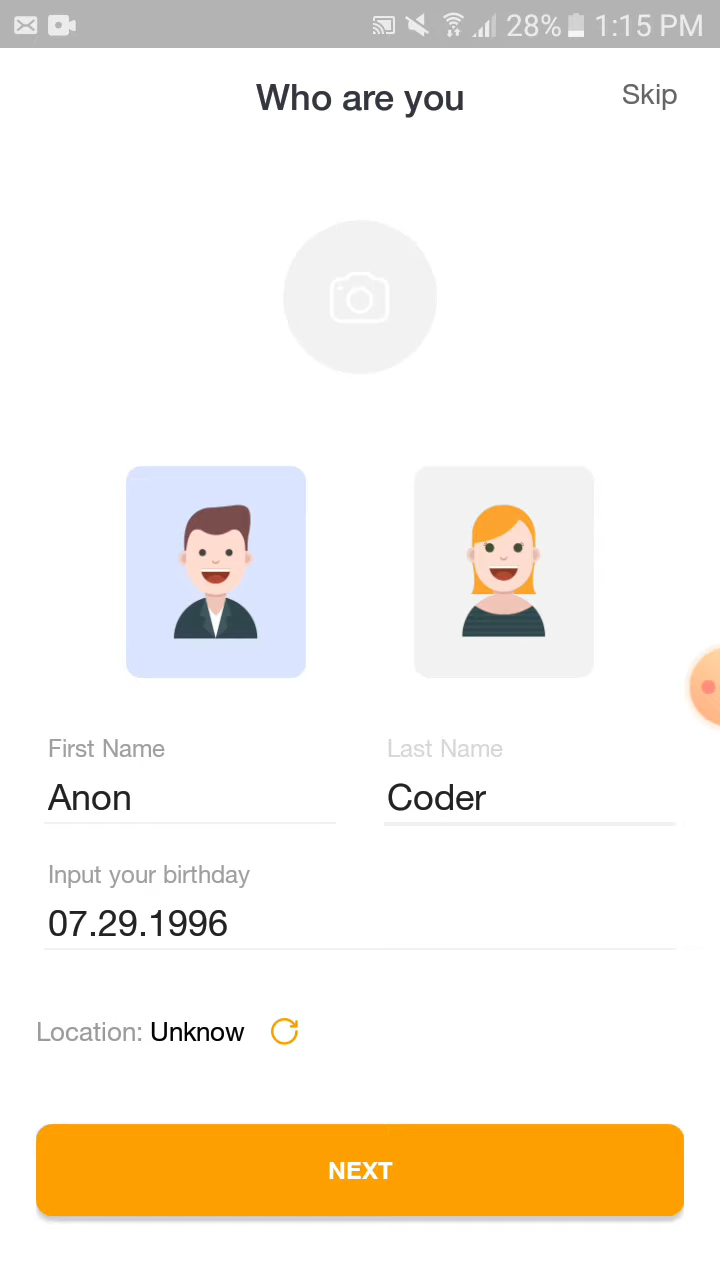 28% 1:15 PM
Who are you
Skip
First Name
Last Name
Anon
Coder
Input your birthday
07.29.1996
Location: Unknow
NEXT